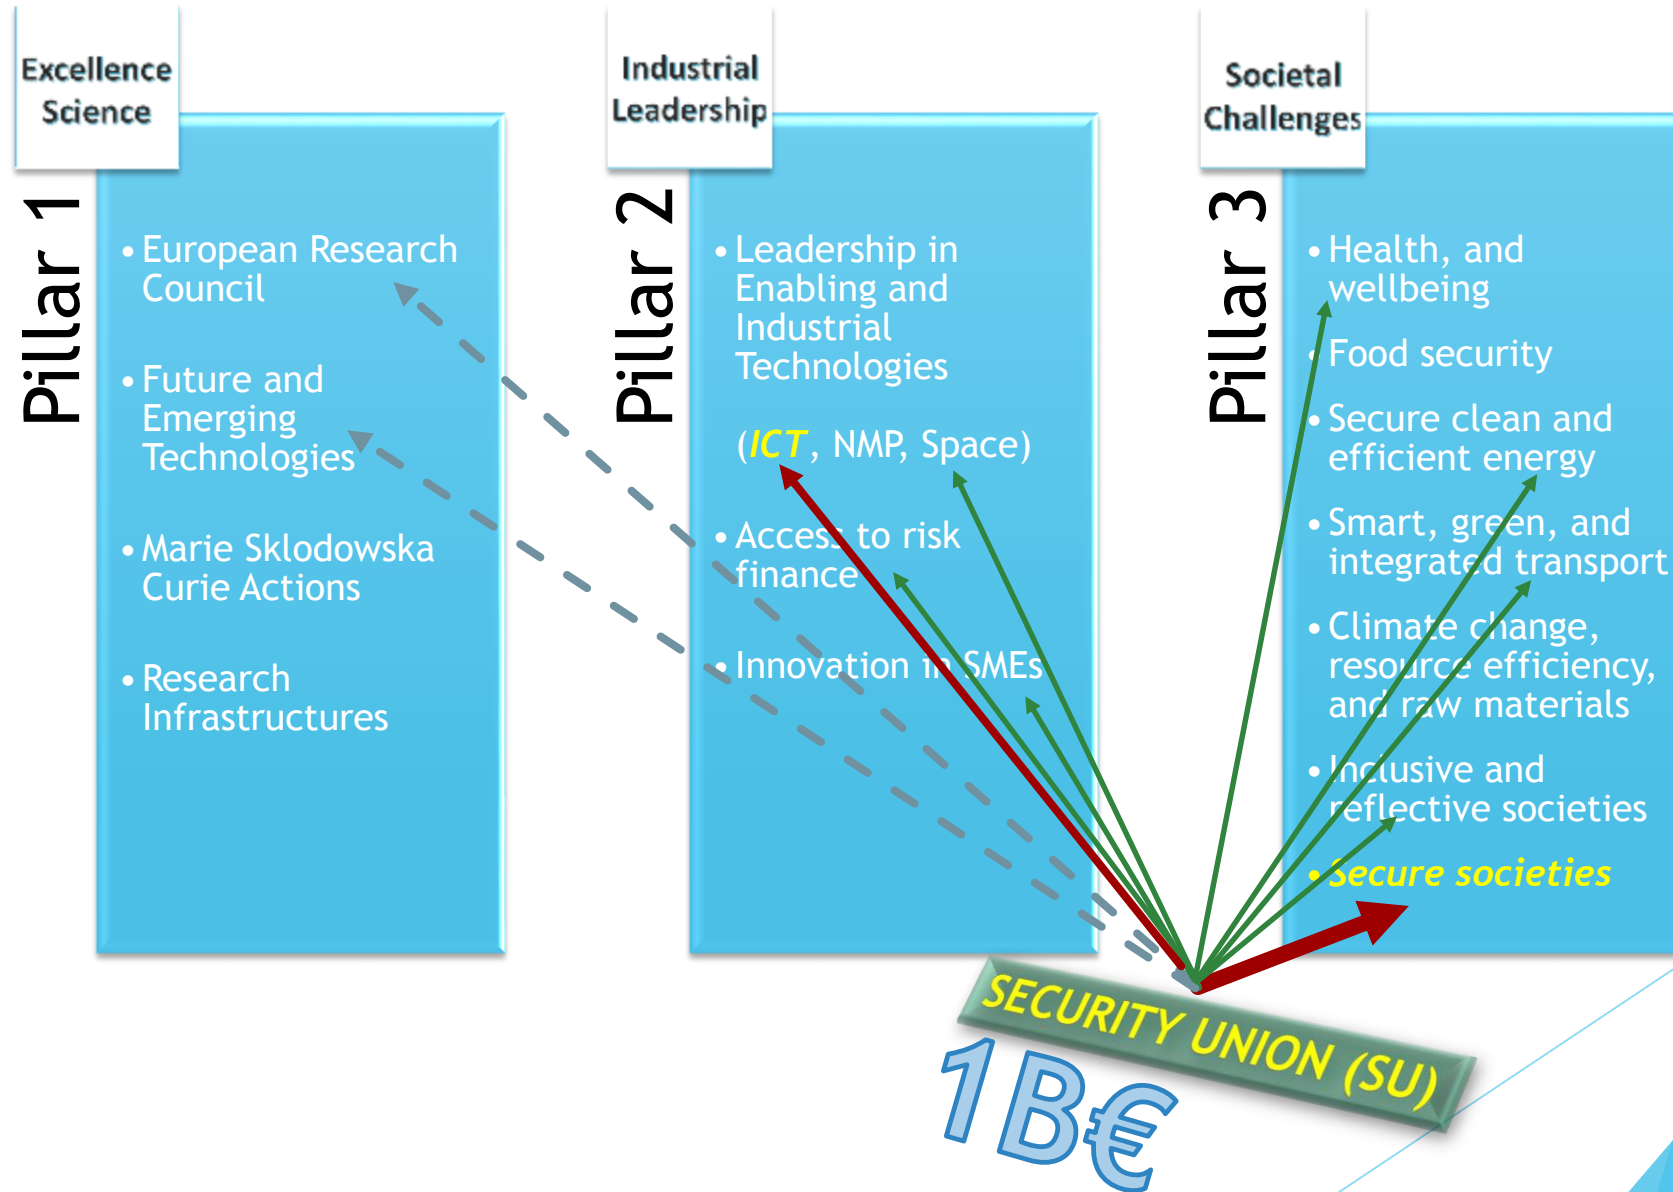 Excellence
Science
Pillar 1
• European Research
Council
• Future and
Emerging
Technologies
• Marie Sklodowska
Curie Actions
• Research
Infrastructures
Industrial
Leadership
Pillar 2
• Leadership in
Enabling and
Industrial
Technologies
(ICT, NMP, Space)
• Access to risk
finance
• Innovation in SMEs
Societal
Challenges
Pillar 3
• Health, and
wellbeing
• Food security
• Secure clean and
efficient energy
• Smart, green, and
integrated transport
• Climate change,
resource efficiency,
and raw materials
• Inclusive and
reflective societies
• Secure societies
SECURITY UNION (SU)
1B€